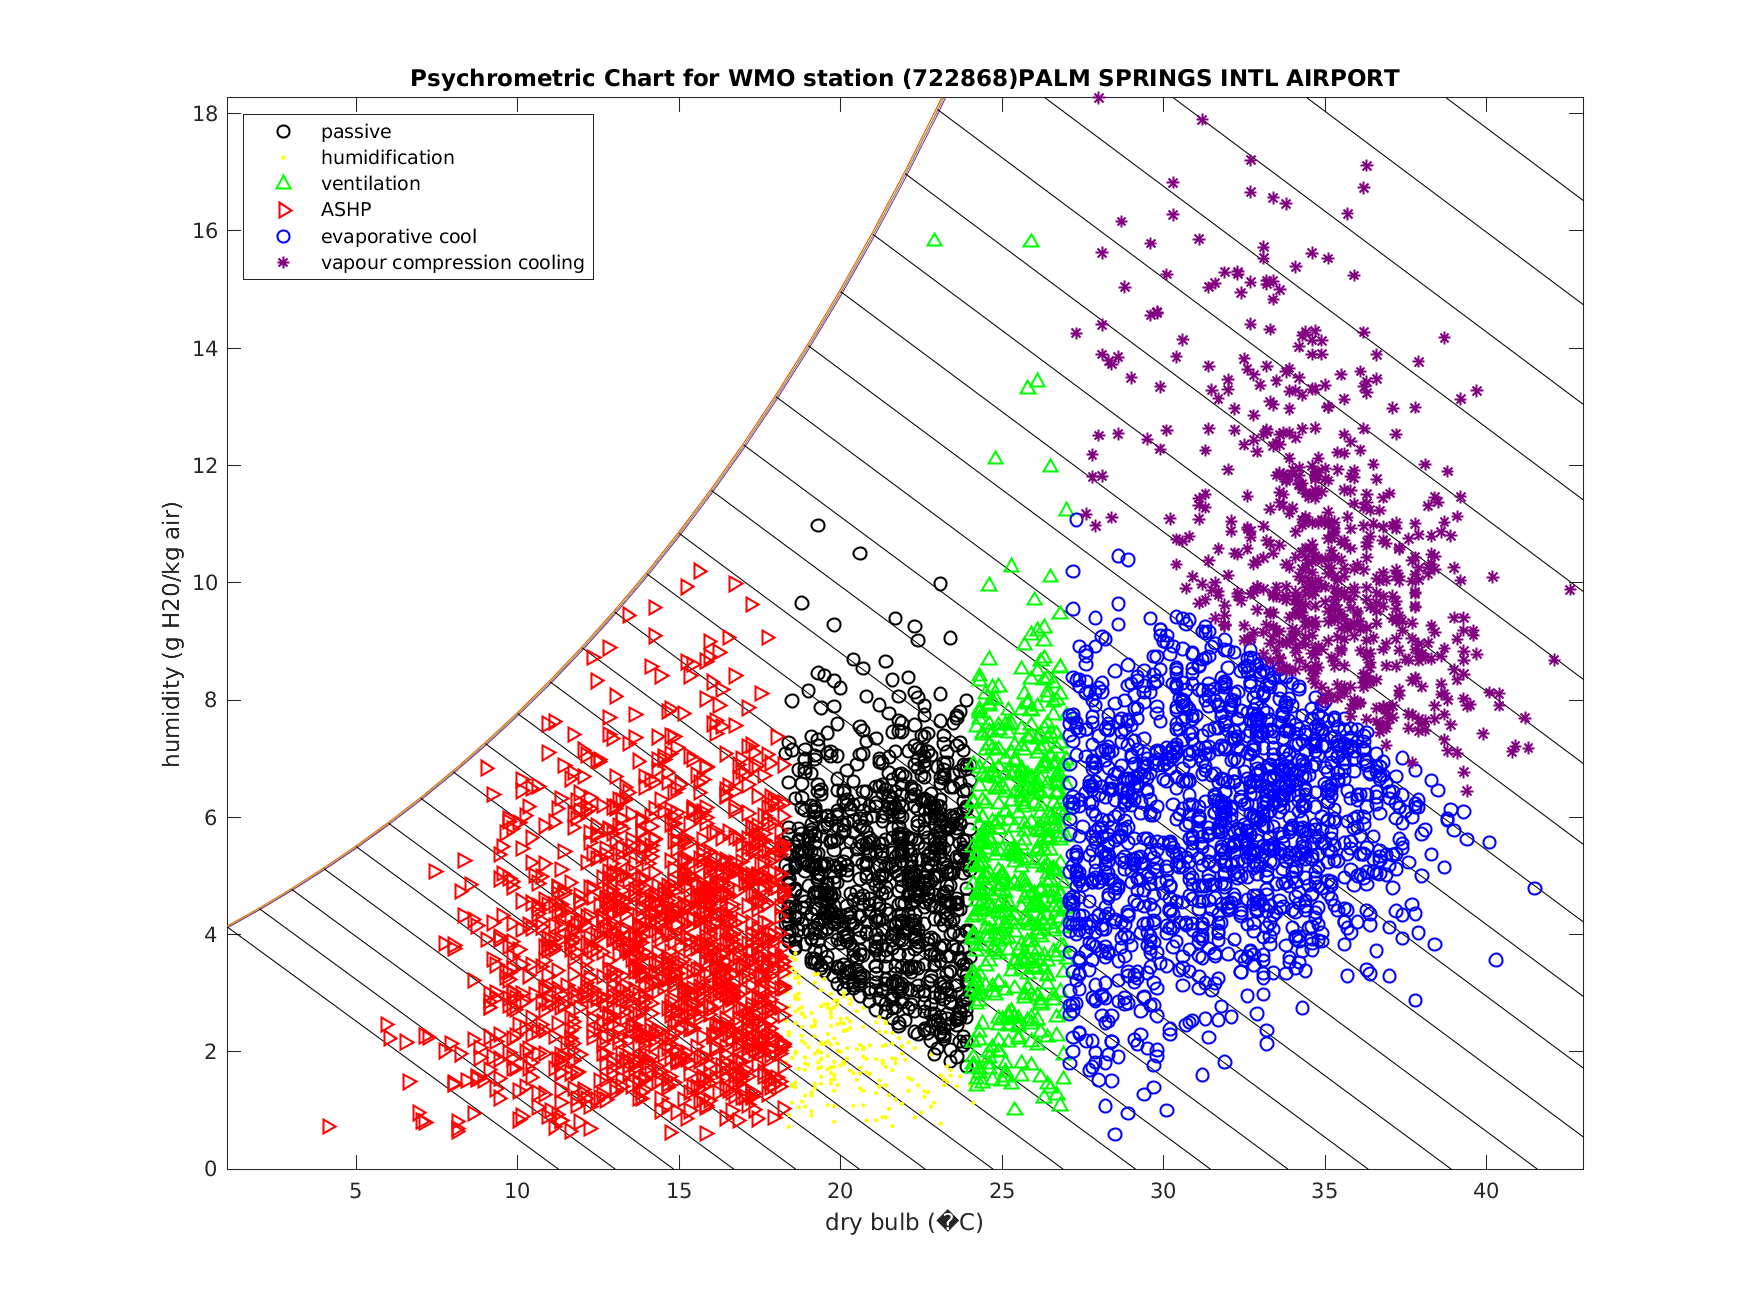 Psychrometric Chart for WMO station (722868)PALM SPRINGS INTL AIRPORT
passive
humidification
ventilation
ASHP
evaporative cool
vapour compression cooling
humidity (g H20/kg air)
18
16
14
12
10
8
6
4
2
0
5 10 15 20 25 30 35 40
dry bulb (�C)